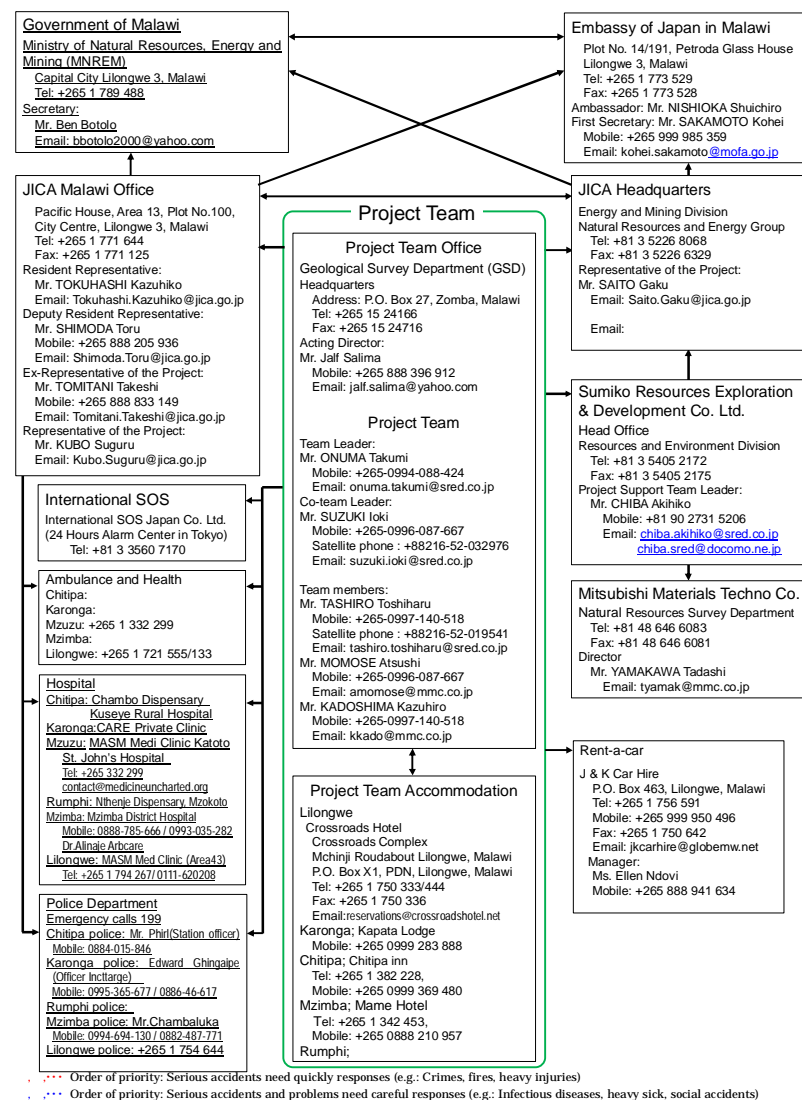 Government of Malawi
Ministry of Natural Resources, Energy and
Mining (MNREM)
Capital City Lilongwe 3, Malawi
Tel: +265 1 789 488
Secretary:
Mr. Ben Botolo
Email: bbotolo2000@yahoo.com
Embassy of Japan in Malawi
Plot No. 14/191, Petroda Glass House
Lilongwe 3, Malawi
Tel: +265 1 773 529
Fax: +265 1 773 528
Ambassador: Mr. NISHIOKA Shuichiro
First Secretary: Mr. SAKAMOTO Kohei
Mobile: +265 999 985 359
Email: kohei.sakamoto@mofa.go.jp
JICA Malawi Office
Pacific House, Area 13, Plot No.100,
City Centre, Lilongwe 3, Malawi
Tel: +265 1 771 644
Fax: +265 1 771 125
Resident Representative:
Mr. TOKUHASHI Kazuhiko
Email: Tokuhashi.Kazuhiko@jica.go.jp
Deputy Resident Representative:
Mr. SHIMODA Toru
Mobile: +265 888 205 936
Email: Shimoda.Toru@jica.go.jp
Ex-Representative of the Project:
Mr. TOMITANI Takeshi
Mobile: +265 888 833 149
Email: Tomitani.Takeshi@jica.go.jp
Representative of the Project:
Mr. KUBO Suguru
Email: Kubo.Suguru@jica.go.jp
International SOS
International SOS Japan Co. Ltd.
(24 Hours Alarm Center in Tokyo)
Tel: +81 3 3560 7170
Ambulance and Health
Chitipa:
Karonga:
Mzuzu: +265 1 332 299
Mzimba:
Lilongwe: +265 1 721 555/133
Hospital
Chitipa: Chambo Dispensary
Kuseye Rural Hospital
Karonga:CARE Private Clinic
Mzuzu: MASM Medi Clinic Katoto
St. John's Hospital
Tel: +265 332 299
contact@medicineuncharted.org
Rumphi: Nthenje Dispensary, Mzokoto
Mzimba: Mzimba District Hospital
Mobile: 0888-785-666 / 0993-035-282
Dr.Alinaje Arbcare
Lilongwe: MASM Med Clinic (Area43)
Tel: +265 1 794 267/ 0111-620208
Police Department
Emergency calls 199
Chitipa police: Mr. Phirl(Station officer)
Mobile: 0884-015-846
Karonga police: Edward Ghingaipe
(Officer Incttarge)
Mobile: 0995-365-677 / 0886-46-617
Rumphi police:
Mzimba police: Mr.Chambaluka
Mobile: 0994-694-130 / 0882-487-771
Lilongwe police: +265 1 754 644
Project Team
Project Team Office
Geological Survey Department (GSD)
Headquarters
Address: P.O. Box 27, Zomba, Malawi
Tel: +265 15 24166
Fax: +265 15 24716
Acting Director:
Mr. Jalf Salima
Mobile: +265 888 396 912
Email: jalf.salima@yahoo.com
Project Team
Team Leader:
Mr. ONUMA Takumi
Mobile: +265-0994-088-424
Email: onuma.takumi@sred.co.jp
Co-team Leader:
Mr. SUZUKI Ioki
Mobile: +265-0996-087-667
Satellite phone : +88216-52-032976
Email: suzuki.ioki@sred.co.jp
Team members:
Mr. TASHIRO Toshiharu
Mobile: +265-0997-140-518
Satellite phone : +88216-52-019541
Email: tashiro.toshiharu@sred.co.jp
Mr. MOMOSE Atsushi
Mobile: +265-0996-087-667
Email: amomose@mmc.co.jp
Mr. KADOSHIMA Kazuhiro
Mobile: +265-0997-140-518
Email: kkado@mmc.co.jp
Project Team Accommodation
Lilongwe
Crossroads Hotel
Crossroads Complex
Mchinji Roudabout Lilongwe, Malawi
P.O. Box X1, PDN, Lilongwe, Malawi
Tel: +265 1 750 333/444
Fax: +265 1 750 336
Email:reservations@crossroadshotel.net
Karonga; Kapata Lodge
Mobile: +265 0999 283 888
Chitipa; Chitipa inn
Tel: +265 1 382 228,
Mobile: +265 0999 369 480
Mzimba; Mame Hotel
Tel: +265 1 342 453,
Mobile: +265 0888 210 957
Rumphi;
JICA Headquarters
Energy and Mining Division
Natural Resources and Energy Group
Tel: +81 3 5226 8068
Fax: +81 3 5226 6329
Representative of the Project:
Mr. SAITO Gaku
Email: Saito.Gaku@jica.go.jp
Email:
Sumiko Resources Exploration
& Development Co. Ltd.
Head Office
Resources and Environment Division
Tel: +81 3 5405 2172
Fax: +81 3 5405 2175
Project Support Team Leader:
Mr. CHIBA Akihiko
Mobile: +81 90 2731 5206
Email: chiba.akihiko@sred.co.jp
chiba.sred@docomo.ne.jp
Mitsubishi Materials Techno Co.
Natural Resources Survey Department
Tel: +81 48 646 6083
Fax: +81 48 646 6081
Director
Mr. YAMAKAWA Tadashi
Email: tyamak@mmc.co.jp
Rent-a-car
J & K Car Hire
P.O. Box 463, Lilongwe, Malawi
Tel: +265 1 756 591
Mobile: +265 999 950 496
Fax: +265 1 750 642
Email: jkcarhire@globemw.net
Manager:
Ms. Ellen Ndovi
Mobile: +265 888 941 634
, ,··· Order of priority: Serious accidents need quickly responses (e.g.: Crimes, fires, heavy injuries)
, ,··· Order of priority: Serious accidents and problems need careful responses (e.g.: Infectious diseases, heavy sick, social accidents)